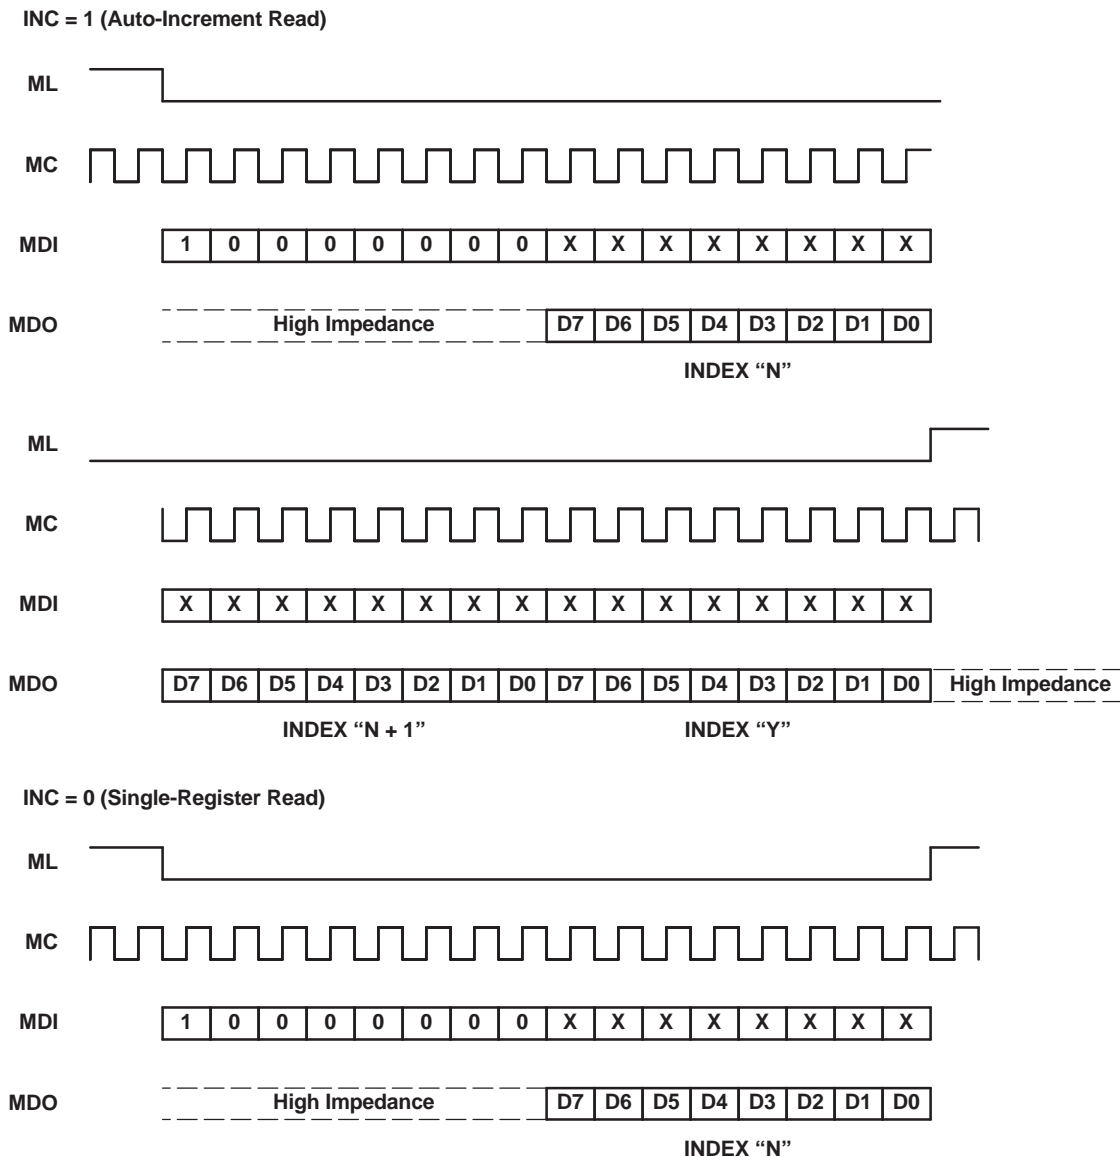 INC = 1 (Auto-Increment Read)
ML
MC
MDI 1 0 0 0 0 0 0 0 X X X X X X X X
MDO High Impedance D7 D6 D5 D4 D3 D2 D1 D0
INDEX “N”
ML
MC
MDI X X X X X X X X X X X X X X X X
MDO D7 D6 D5 D4 D3 D2 D1 D0 D7 D6 D5 D4 D3 D2 D1 D0 High Impedance
INDEX “N + 1” INDEX “Y”
INC = 0 (Single-Register Read)
ML
MC
MDI 1 0 0 0 0 0 0 0 X X X X X X X X
MDO High Impedance D7 D6 D5 D4 D3 D2 D1 D0
INDEX “N”